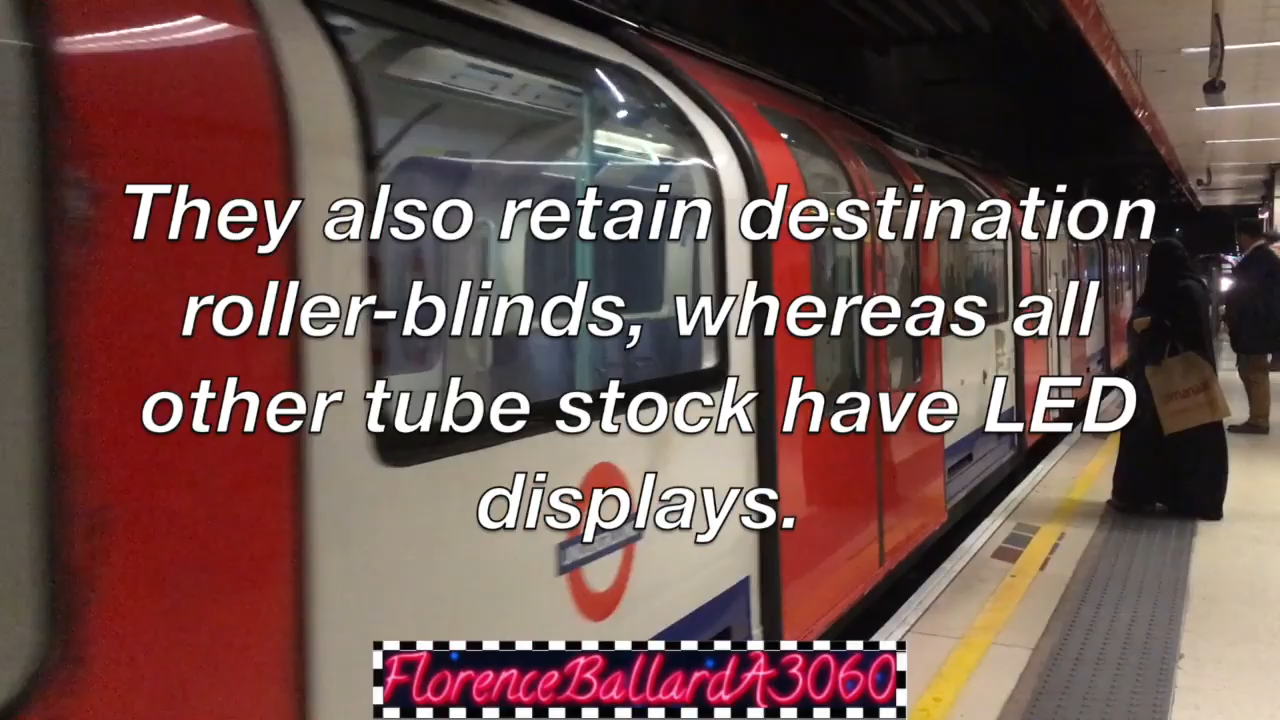 They also retain destination
roller-blinds, whereas all
other tube stock have LED
displays.
FlorenceBallardA3060